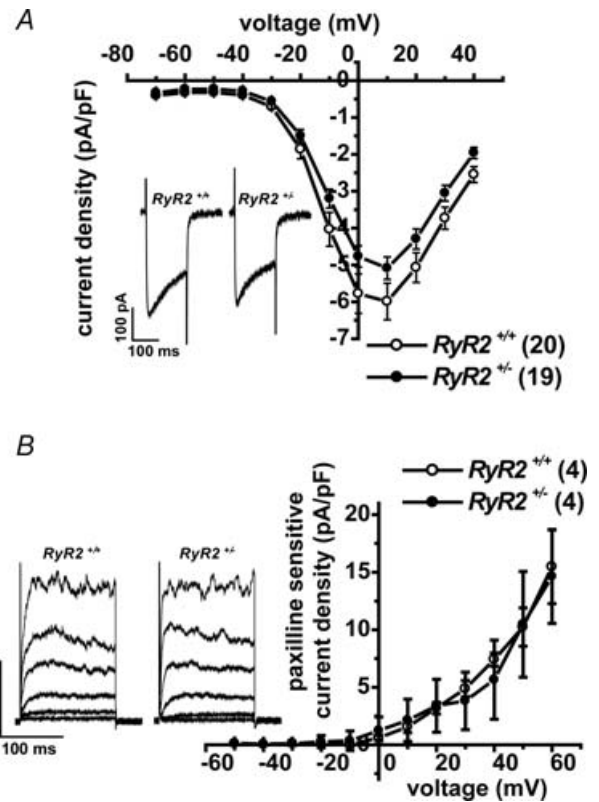 A
voltage (mV)
-80 -60 -40 -20 0 20 40
0
-1
-2
-3
-4
-5
-6
-7
current density (pA/pF)
RyR2 +/+ RyR2 +/-
100 pA
100 ms
RyR2 +/+ (20)
RyR2 +/- (19)
B
RyR2 +/+ (4)
RyR2 +/- (4)
paxilline sensitive
current density (pA/pF)
20
15
10
5
RyR2 +/+ RyR2 +/-
100 ms
-60 -40 -20 0 20 40 60
voltage (mV)